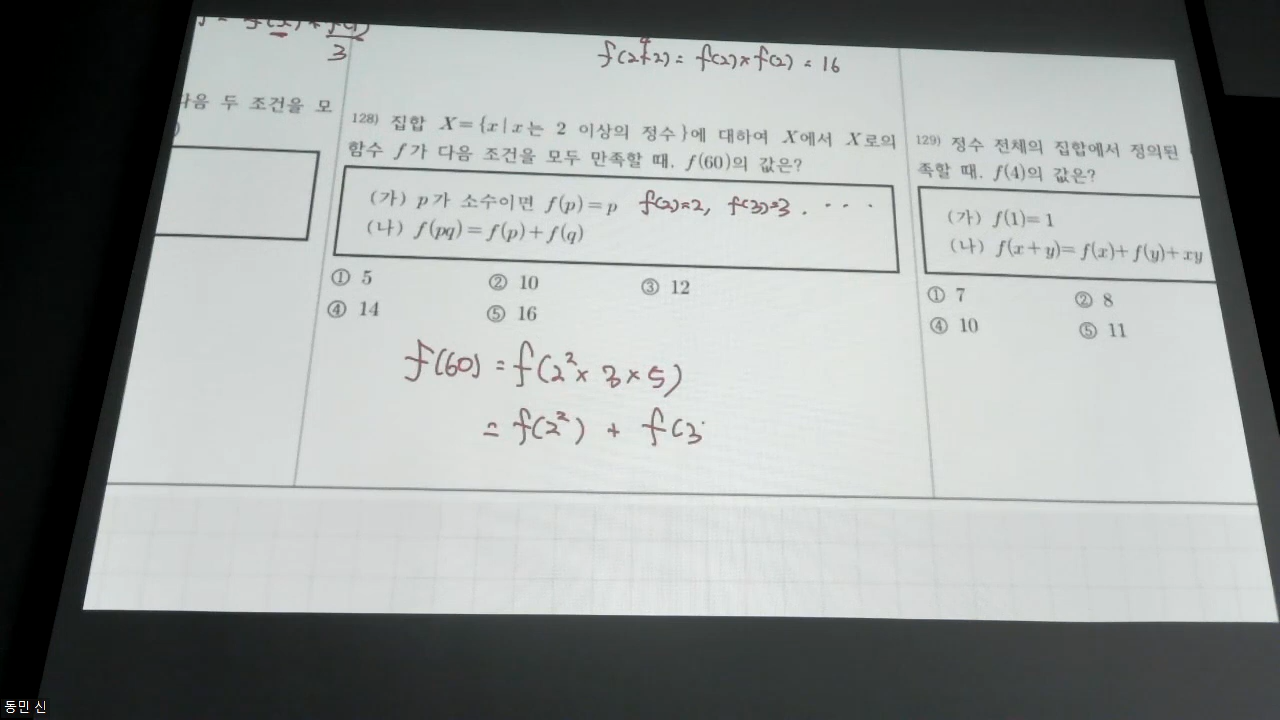 3
f(2+2) = f(2)×f(2) = 16
다음 두 조건을 모
128) 집합 X={x|x는 2 이상의 정수}에 대하여 X에서 X로의
함수 f가 다음 조건을 모두 만족할 때, f(60)의 값은?
(가) p가 소수이면 f(p)=p f(2)=2, f(3)=3, ····
(나) f(pq)=f(p)+f(q)
① 5 ② 10 ③ 12
④ 14 ⑤ 16
f(60) = f(2²×3×5)
= f(2²) + f(3
129) 정수 전체의 집합에서 정의된
족할 때, f(4)의 값은?
(가) f(1)=1
(나) f(x+y)=f(x)+f(y)+xy
① 7 ② 8
④ 10 ⑤ 11
동민 신